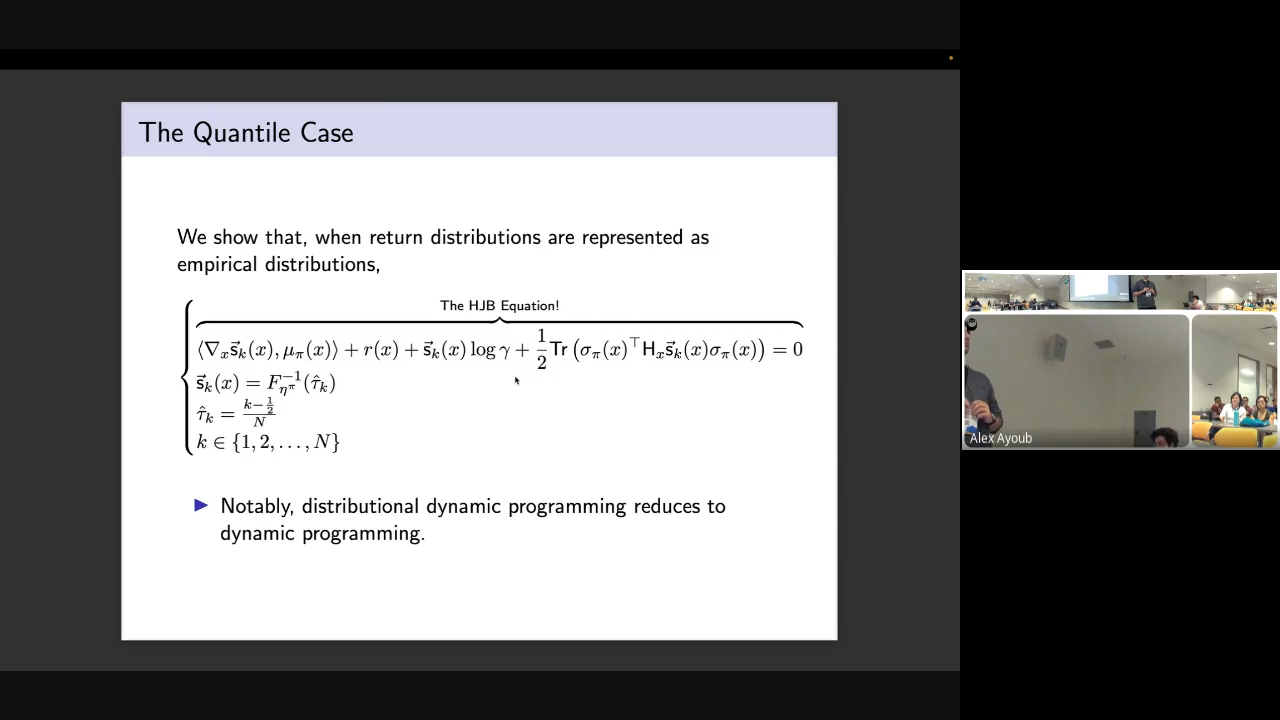 The Quantile Case
We show that, when return distributions are represented as
empirical distributions,
The HJB Equation!
⟨∇ₓs⃗ₖ(x), μ_π(x)⟩ + r(x) + s⃗ₖ(x) log γ + 1/2 Tr (σ_π(x)^⊤ Hₓs⃗ₖ(x)σ_π(x)) = 0
s⃗ₖ(x) = F_{η^π}^{-1}(τ̂ₖ)
τ̂ₖ = (k−1/2)/N
k ∈ {1, 2, . . . , N}
▶ Notably, distributional dynamic programming reduces to
dynamic programming.
Alex Ayoub